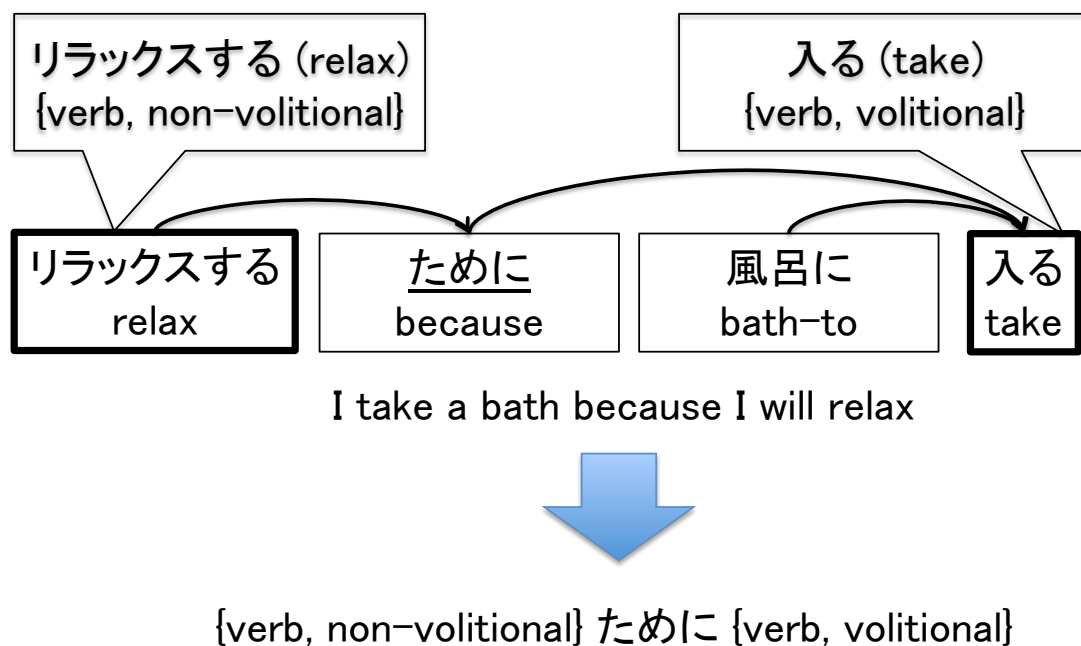 リラックスする (relax)
{verb, non-volitional}
入る (take)
{verb, volitional}
リラックスする
relax
ために
because
風呂に
bath-to
入る
take
I take a bath because I will relax
{verb, non-volitional} ために {verb, volitional}